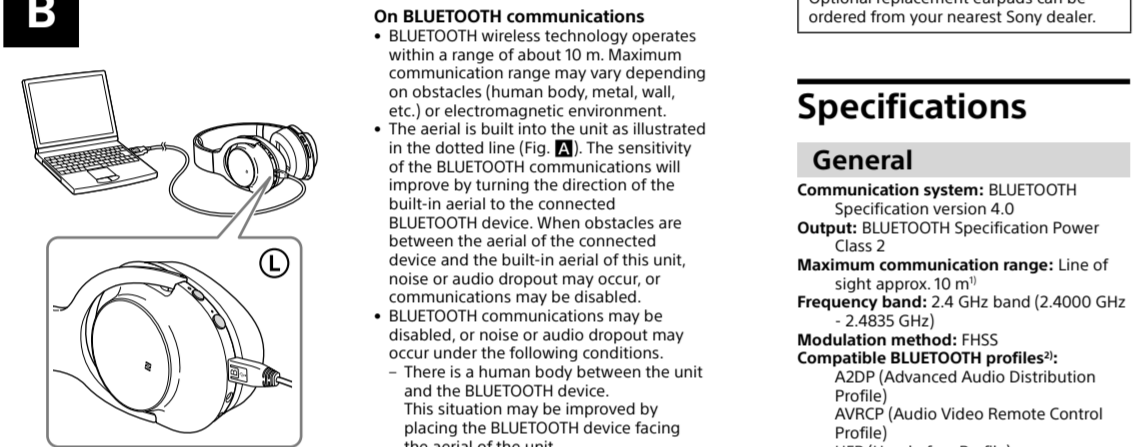 B
L
On BLUETOOTH communications
• BLUETOOTH wireless technology operates
within a range of about 10 m. Maximum
communication range may vary depending
on obstacles (human body, metal, wall,
etc.) or electromagnetic environment.
• The aerial is built into the unit as illustrated
in the dotted line (Fig. A). The sensitivity
of the BLUETOOTH communications will
improve by turning the direction of the
built-in aerial to the connected
BLUETOOTH device. When obstacles are
between the aerial of the connected
device and the built-in aerial of this unit,
noise or audio dropout may occur, or
communications may be disabled.
• BLUETOOTH communications may be
disabled, or noise or audio dropout may
occur under the following conditions.
– There is a human body between the unit
and the BLUETOOTH device.
This situation may be improved by
placing the BLUETOOTH device facing
the aerial of the unit.
Optional replacement earpads can be
ordered from your nearest Sony dealer.
Specifications
General
Communication system: BLUETOOTH
Specification version 4.0
Output: BLUETOOTH Specification Power
Class 2
Maximum communication range: Line of
sight approx. 10 m1)
Frequency band: 2.4 GHz band (2.4000 GHz
- 2.4835 GHz)
Modulation method: FHSS
Compatible BLUETOOTH profiles2):
A2DP (Advanced Audio Distribution
Profile)
AVRCP (Audio Video Remote Control
Profile)